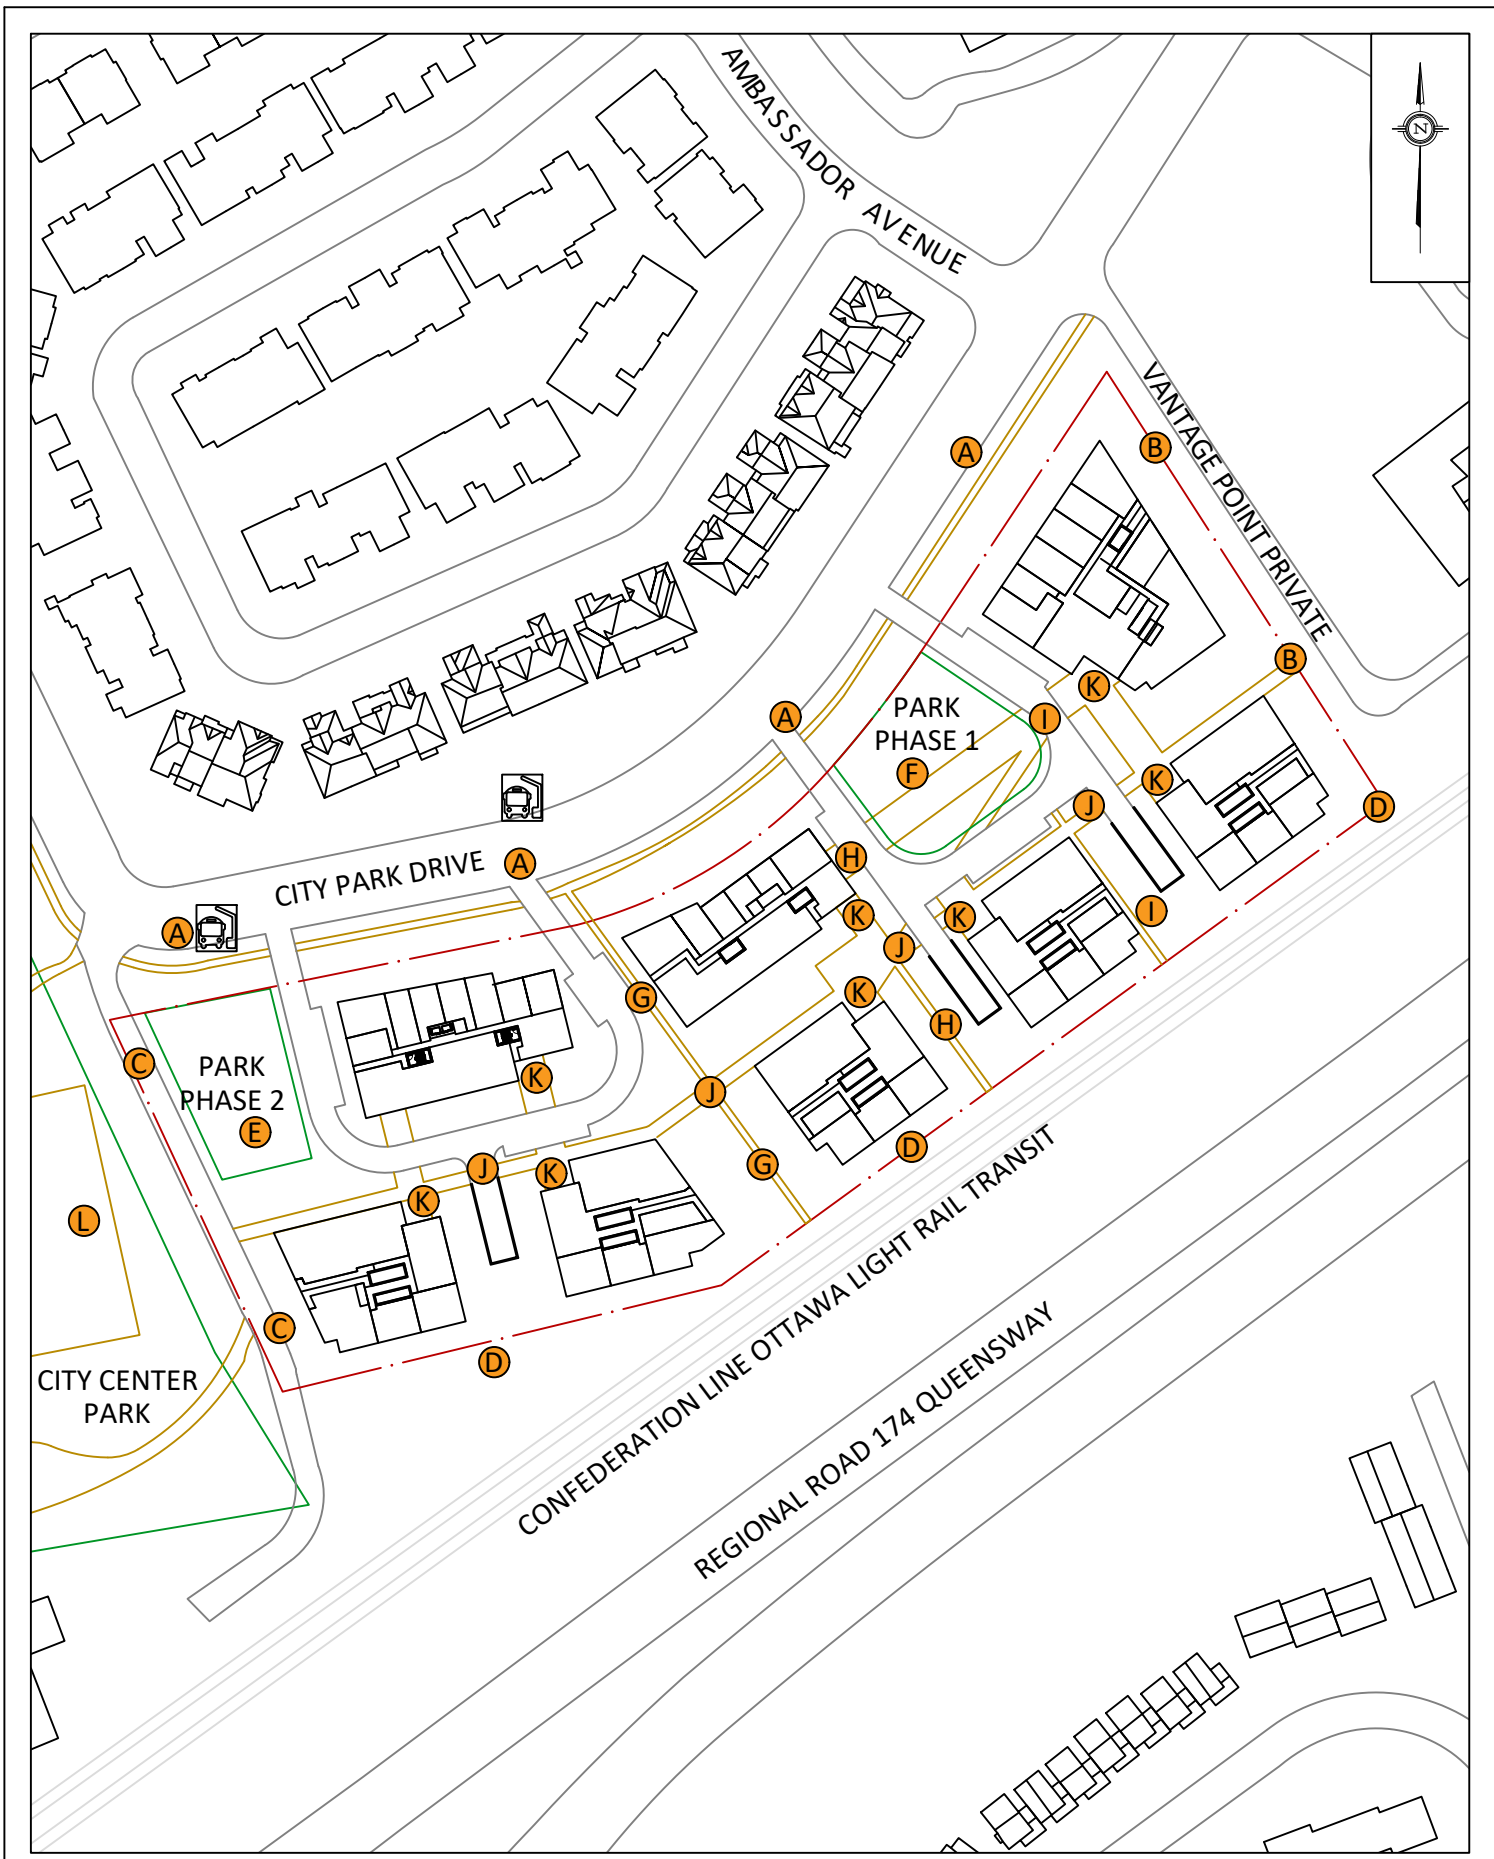 AMBASSADOR AVENUE
N
VANTAGE POINT PRIVATE
A
B
B
K
PARK
PHASE 1
I
A
F
K
J
D
CITY PARK DRIVE
A
H
K
K
I
A
J
K
G
H
C
PARK
PHASE 2
K
J
E
D
G
J
K
K
L
C
D
CITY CENTER
PARK
CONFEDERATION LINE OTTAWA LIGHT RAIL TRANSIT
REGIONAL ROAD 174 QUEENSWAY